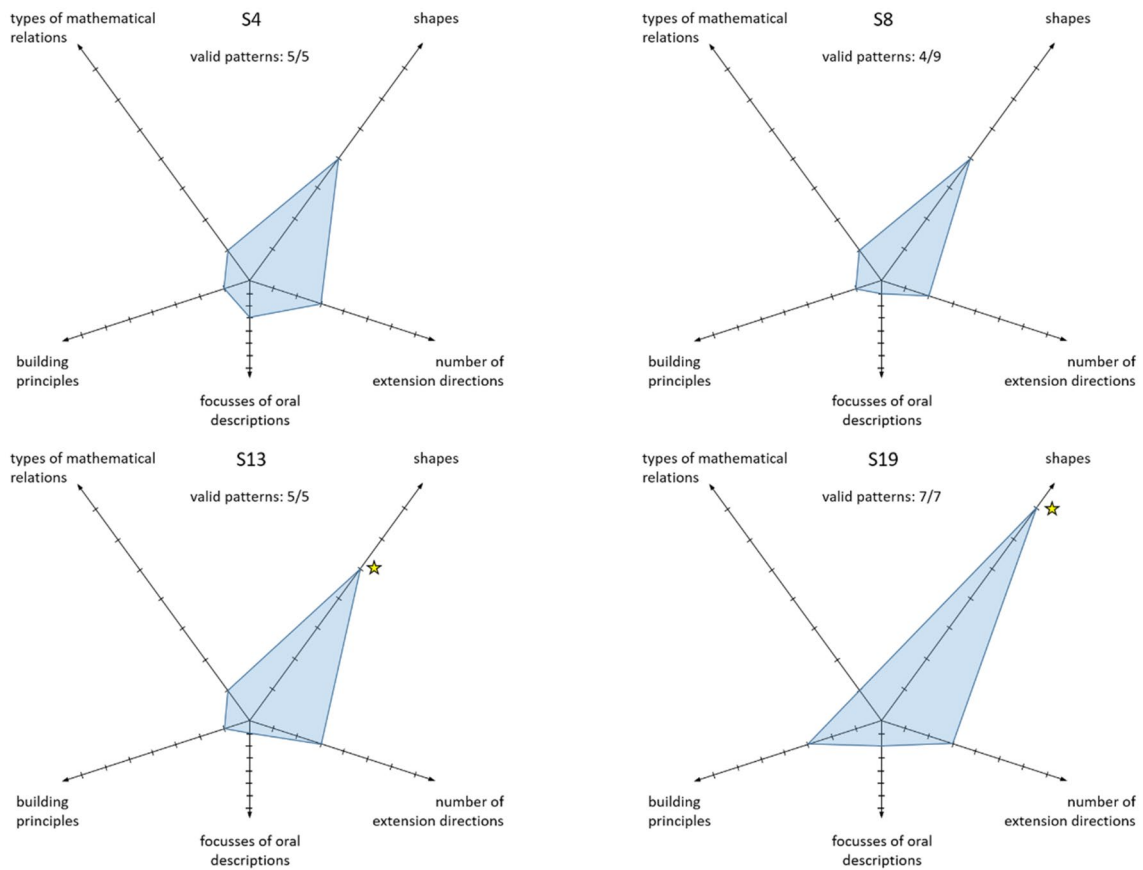 types of mathematical
relations
S4
shapes
valid patterns: 5/5
building
principles
number of
extension directions
focusses of oral
descriptions
types of mathematical
relations
S8
shapes
valid patterns: 4/9
building
principles
number of
extension directions
focusses of oral
descriptions
types of mathematical
relations
S13
shapes
valid patterns: 5/5
building
principles
number of
extension directions
focusses of oral
descriptions
types of mathematical
relations
S19
shapes
valid patterns: 7/7
building
principles
number of
extension directions
focusses of oral
descriptions